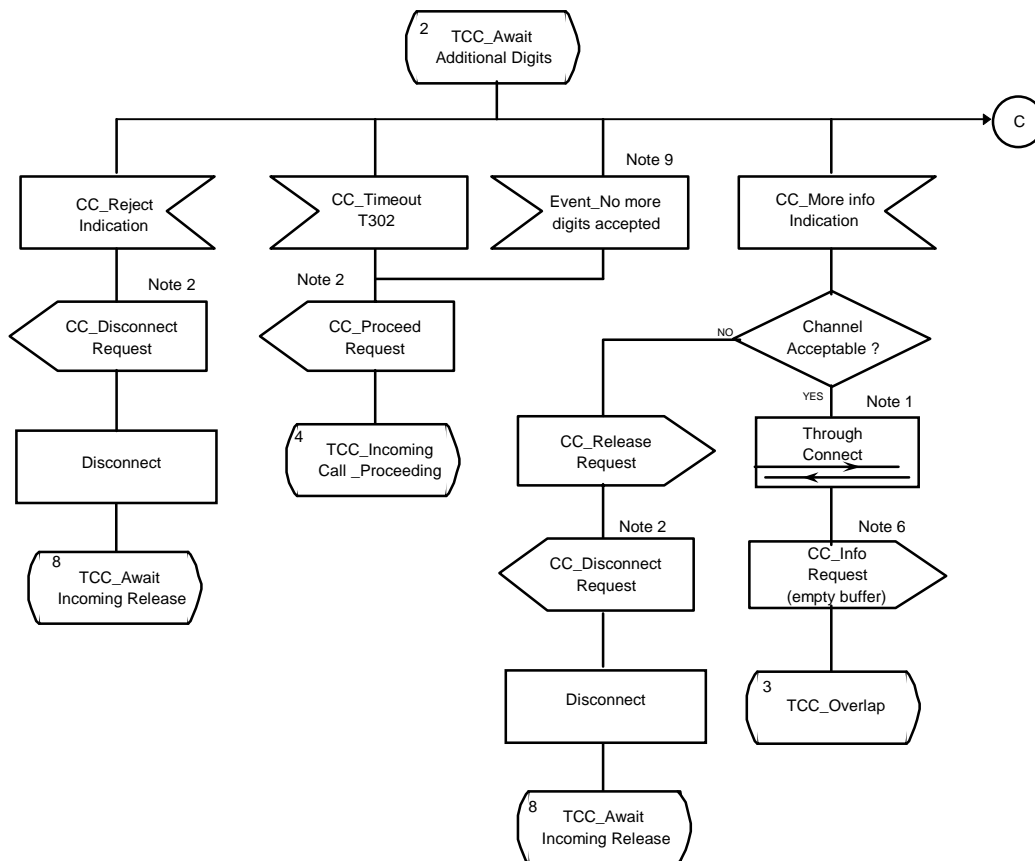 2
TCC_Await
Additional Digits
C
Note 9
CC_Reject
Indication
CC_Timeout
T302
Event_No more
digits accepted
CC_More info
Indication
Note 2
CC_Disconnect
Request
Note 2
CC_Proceed
Request
NO
Channel
Acceptable ?
YES
Note 1
Disconnect
4
TCC_Incoming
Call _Proceeding
CC_Release
Request
Through
Connect
Note 2
CC_Disconnect
Request
Note 6
CC_Info
Request
(empty buffer)
8
TCC_Await
Incoming Release
Disconnect
3
TCC_Overlap
8
TCC_Await
Incoming Release